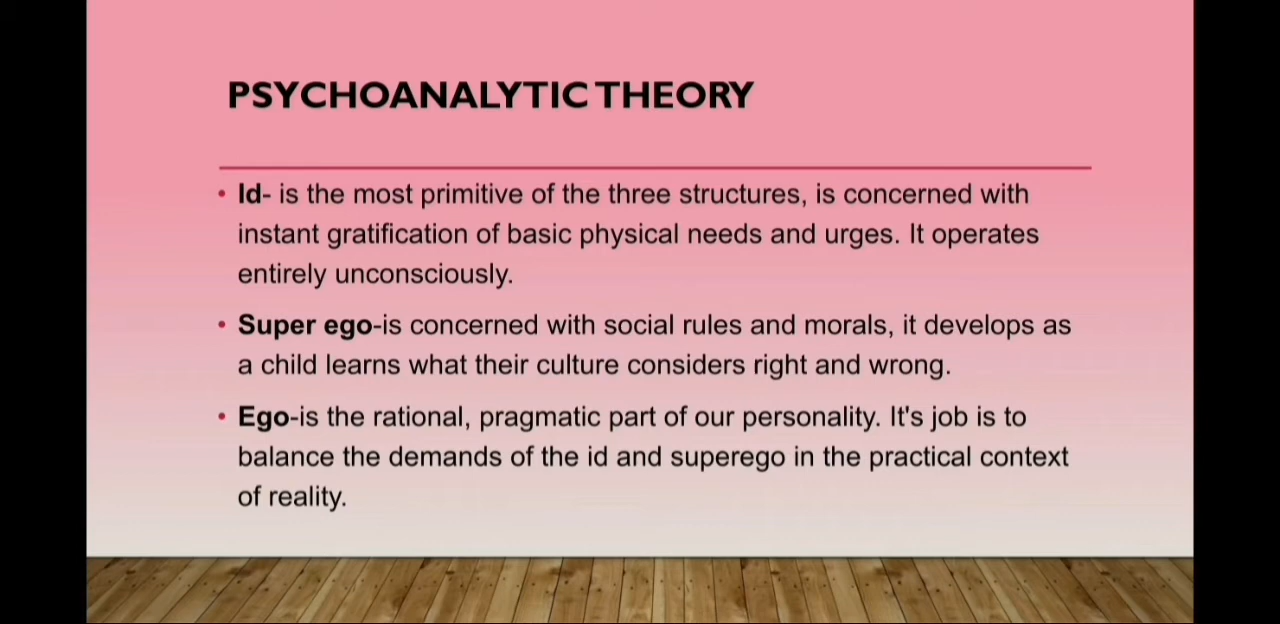 PSYCHOANALYTIC THEORY
• Id- is the most primitive of the three structures, is concerned with
instant gratification of basic physical needs and urges. It operates
entirely unconsciously.
• Super ego-is concerned with social rules and morals, it develops as
a child learns what their culture considers right and wrong.
• Ego-is the rational, pragmatic part of our personality. It's job is to
balance the demands of the id and superego in the practical context
of reality.